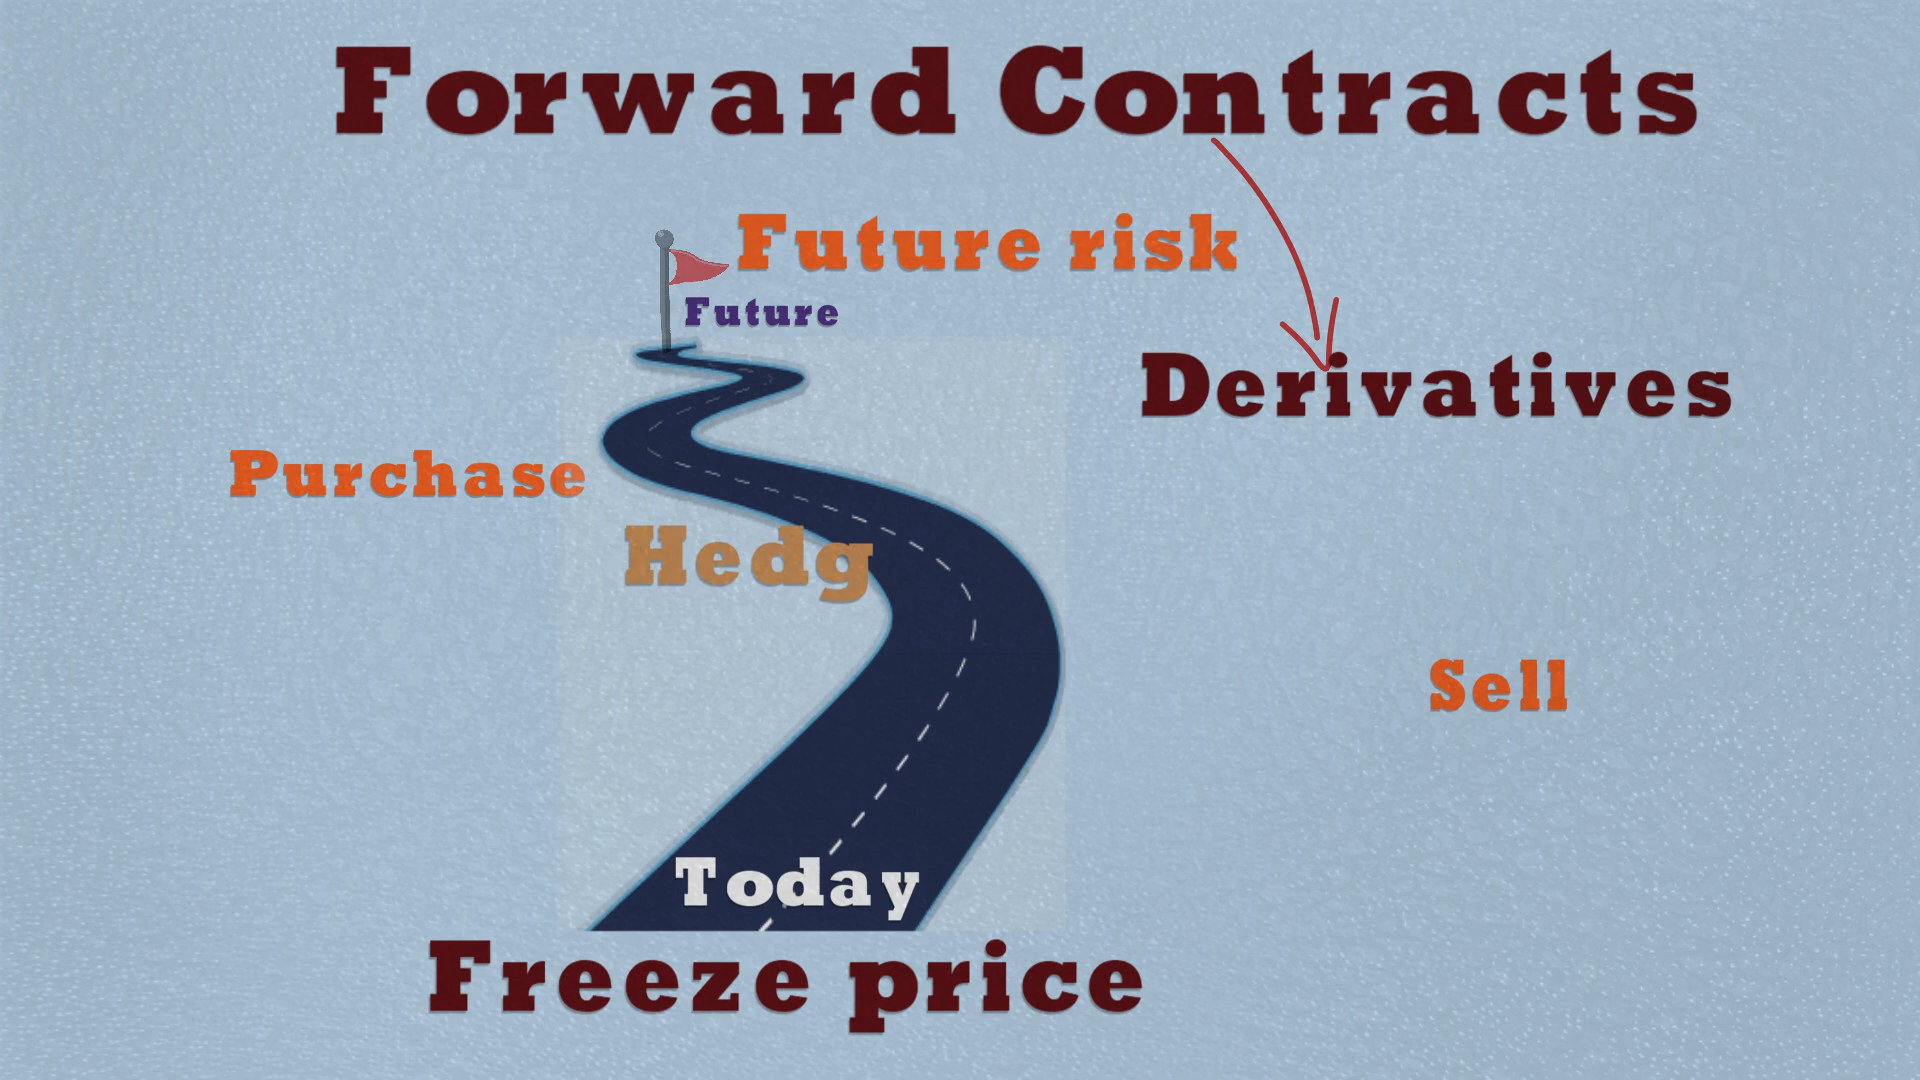 Forward Contracts
Future risk
Future
Derivatives
Purchase
Hedg
Sell
Today
Freeze price